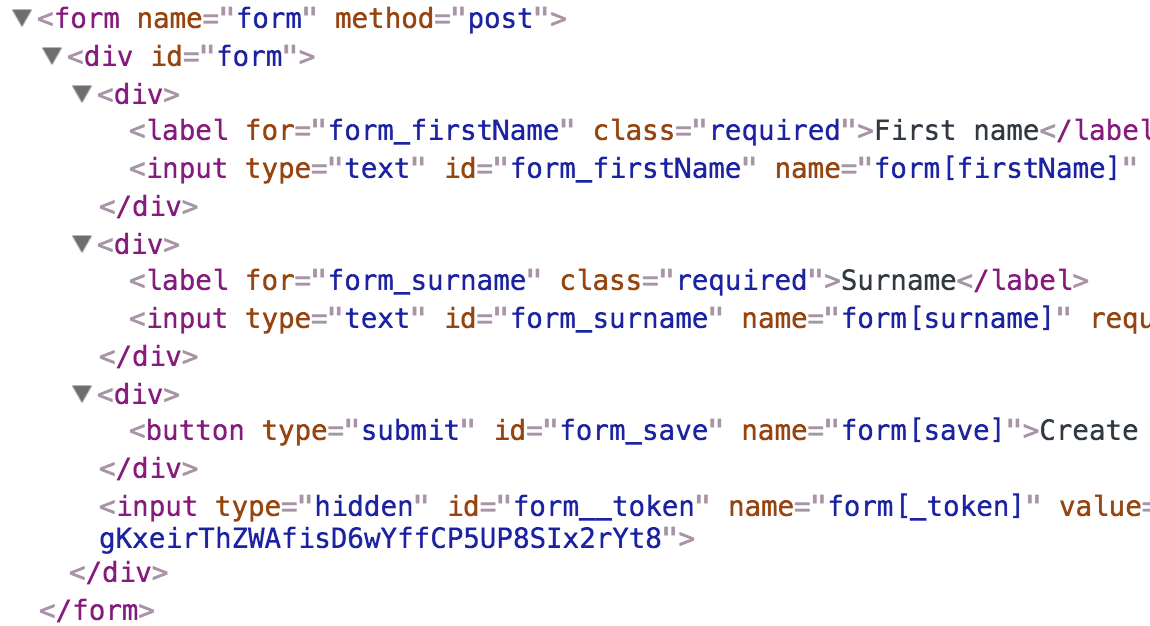 <form name="form" method="post">
<div id="form">
<div>
<label for="form_firstName" class="required">First name</label
<input type="text" id="form_firstName" name="form[firstName]"
</div>
<div>
<label for="form_surname" class="required">Surname</label>
<input type="text" id="form_surname" name="form[surname]" requ
</div>
<div>
<button type="submit" id="form_save" name="form[save]">Create
</div>
<input type="hidden" id="form__token" name="form[_token]" value=
gKxeirThZWAfisD6wYffCP5UP8SIx2rYt8">
</div>
</form>